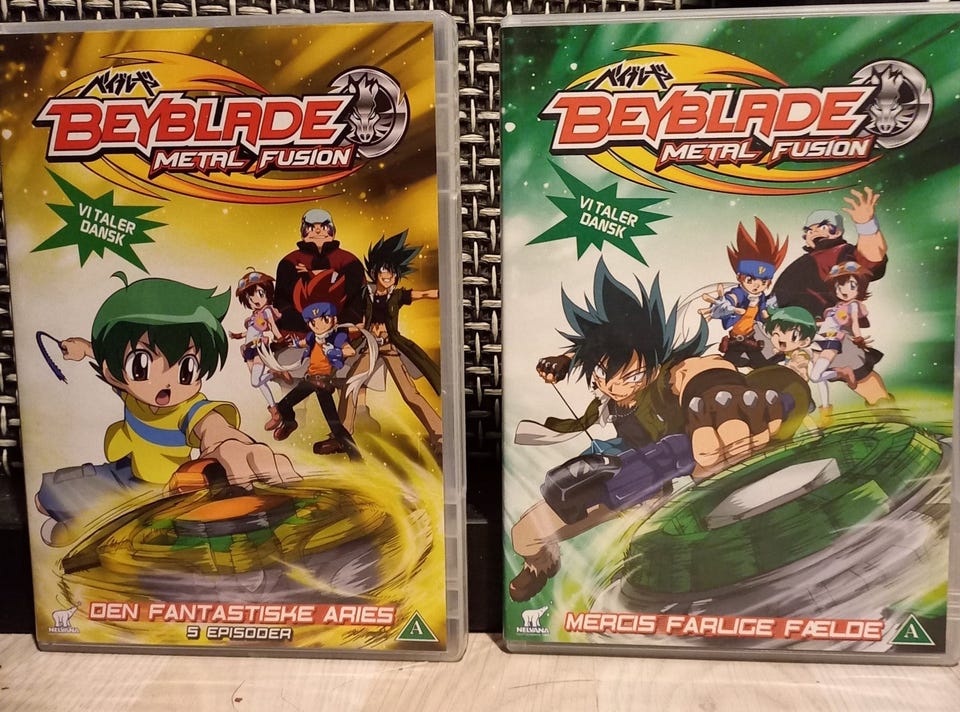 ベイブレード
BEYBLADE
METAL FUSION
VI TALER
DANSK
DEN FANTASTISKE ARIES
5 EPISODER
NELVANA
A
ベイブレード
BEYBLADE
METAL FUSION
VI TALER
DANSK
MERCIS FARLIGE FÆLDE
NELVANA
A